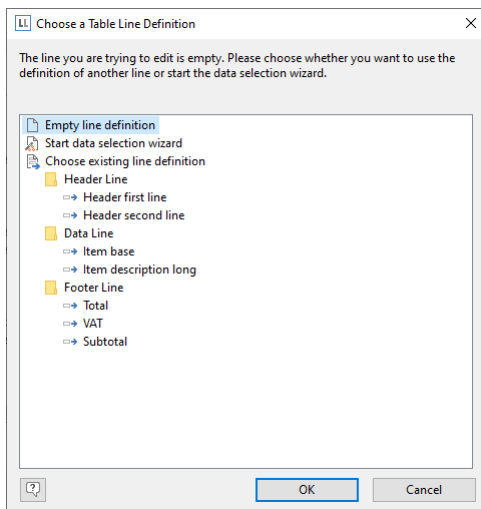 LL Choose a Table Line Definition
The line you are trying to edit is empty. Please choose whether you want to use the
definition of another line or start the data selection wizard.
Empty line definition
Start data selection wizard
Choose existing line definition
Header Line
Header first line
Header second line
Data Line
Item base
Item description long
Footer Line
Total
VAT
Subtotal
?
OK
Cancel